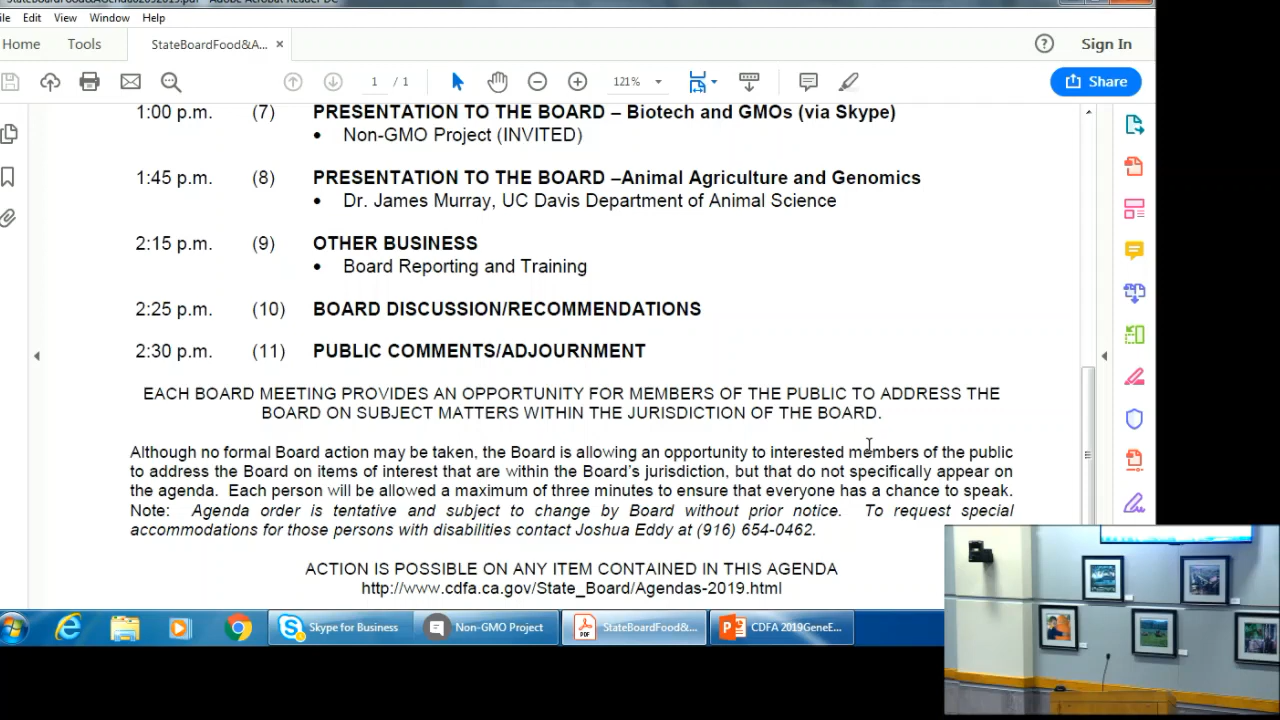 File Edit View Window Help
Home Tools StateBoardFood&A... × Sign In
1 / 1 121% Share
1:00 p.m. (7) PRESENTATION TO THE BOARD – Biotech and GMOs (via Skype)
• Non-GMO Project (INVITED)
1:45 p.m. (8) PRESENTATION TO THE BOARD –Animal Agriculture and Genomics
• Dr. James Murray, UC Davis Department of Animal Science
2:15 p.m. (9) OTHER BUSINESS
• Board Reporting and Training
2:25 p.m. (10) BOARD DISCUSSION/RECOMMENDATIONS
2:30 p.m. (11) PUBLIC COMMENTS/ADJOURNMENT
EACH BOARD MEETING PROVIDES AN OPPORTUNITY FOR MEMBERS OF THE PUBLIC TO ADDRESS THE
BOARD ON SUBJECT MATTERS WITHIN THE JURISDICTION OF THE BOARD.
Although no formal Board action may be taken, the Board is allowing an opportunity to interested members of the public
to address the Board on items of interest that are within the Board's jurisdiction, but that do not specifically appear on
the agenda. Each person will be allowed a maximum of three minutes to ensure that everyone has a chance to speak.
Note: Agenda order is tentative and subject to change by Board without prior notice. To request special
accommodations for those persons with disabilities contact Joshua Eddy at (916) 654-0462.
ACTION IS POSSIBLE ON ANY ITEM CONTAINED IN THIS AGENDA
http://www.cdfa.ca.gov/State_Board/Agendas-2019.html
Skype for Business Non-GMO Project StateBoardFood&... CDFA 2019GeneE...